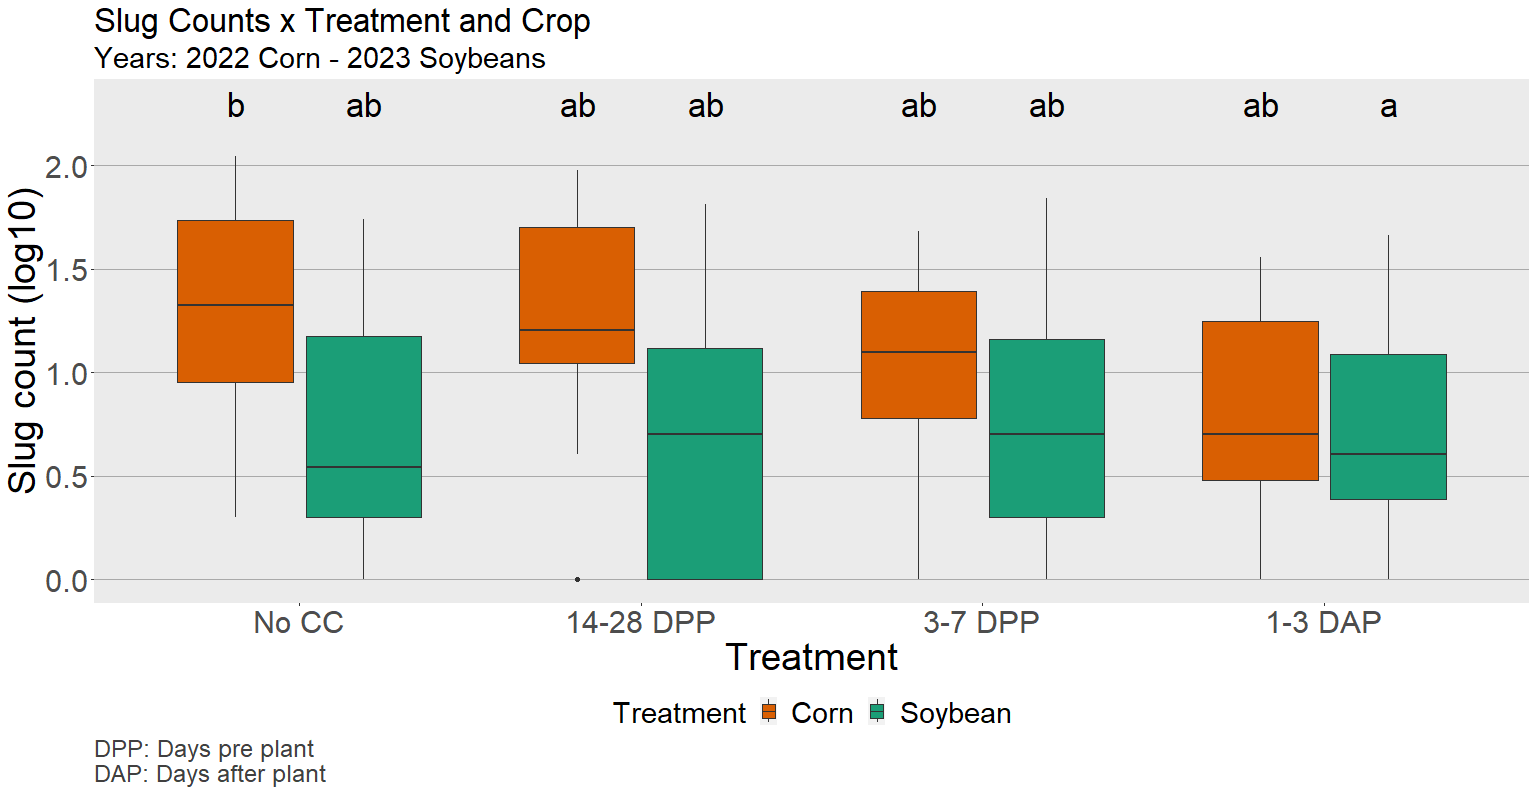 Slug Counts x Treatment and Crop
Years: 2022 Corn - 2023 Soybeans
b ab ab ab ab ab ab a
Slug count (log10)
2.0
1.5
1.0
0.5
0.0
No CC 14-28 DPP 3-7 DPP 1-3 DAP
Treatment
Treatment Corn Soybean
DPP: Days pre plant
DAP: Days after plant